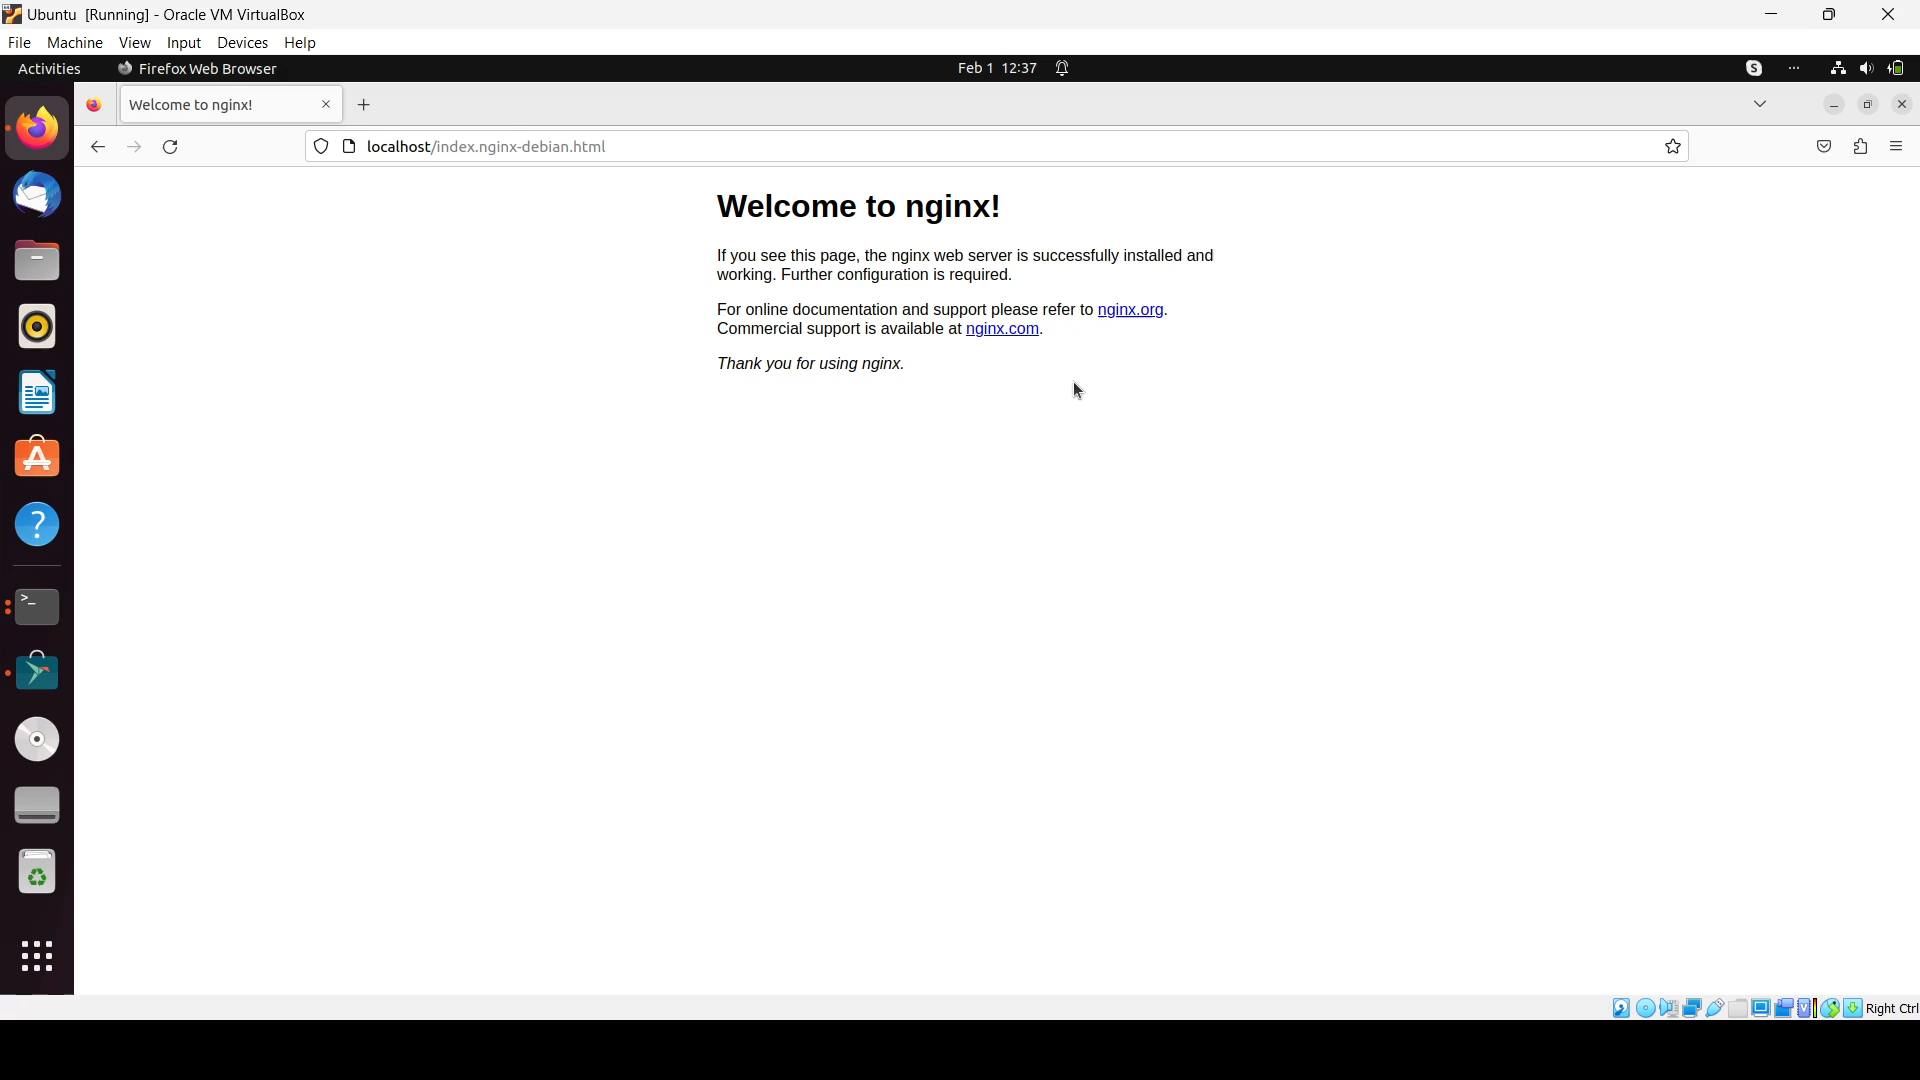 Ubuntu [Running] - Oracle VM VirtualBox
File Machine View Input Devices Help
Activities Firefox Web Browser Feb 1 12:37
Welcome to nginx!
localhost/index.nginx-debian.html
Welcome to nginx!
If you see this page, the nginx web server is successfully installed and
working. Further configuration is required.
For online documentation and support please refer to nginx.org.
Commercial support is available at nginx.com.
Thank you for using nginx.
Right Ctrl